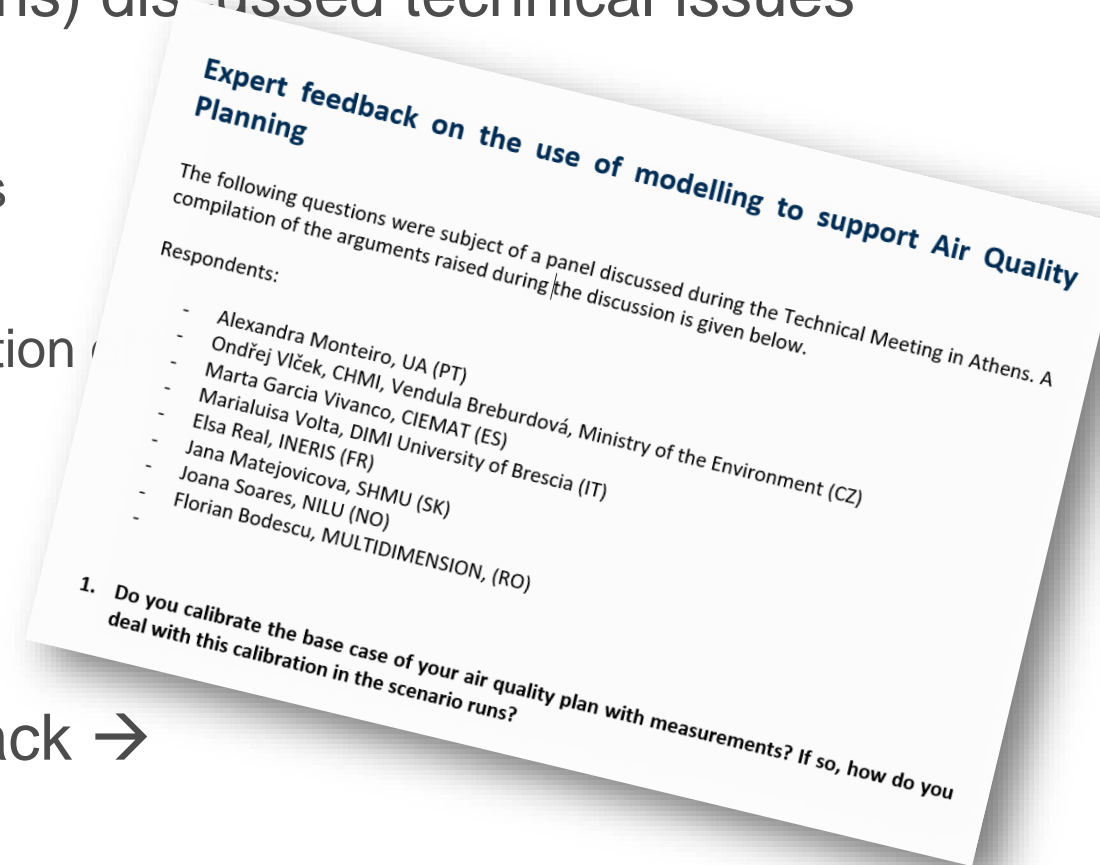 ns) discussed technical issues
s
tion
ack →
Expert feedback on the use of modelling to support Air Quality
Planning
The following questions were subject of a panel discussed during the Technical Meeting in Athens. A
compilation of the arguments raised during the discussion is given below.
Respondents:
- Alexandra Monteiro, UA (PT)
- Ondřej Vlček, CHMI, Vendula Breburdová, Ministry of the Environment (CZ)
- Marta Garcia Vivanco, CIEMAT (ES)
- Marialuisa Volta, DIMI University of Brescia (IT)
- Elsa Real, INERIS (FR)
- Jana Matejovicova, SHMU (SK)
- Joana Soares, NILU (NO)
- Florian Bodescu, MULTIDIMENSION, (RO)
-
1. Do you calibrate the base case of your air quality plan with measurements? If so, how do you
deal with this calibration in the scenario runs?